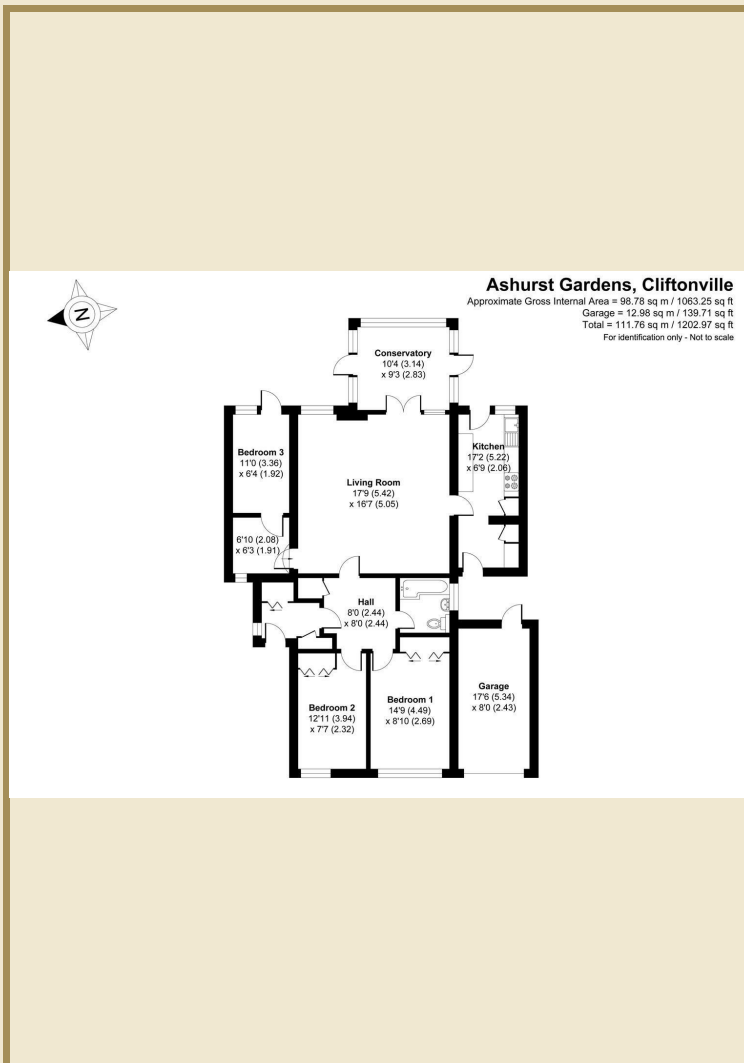 Ashurst Gardens, Cliftonville
Approximate Gross Internal Area = 98.78 sq m / 1063.25 sq ft
Garage = 12.98 sq m / 139.71 sq ft
Total = 111.76 sq m / 1202.97 sq ft
For identification only - Not to scale
N
Conservatory
10'4 (3.14)
x 9'3 (2.83)
Bedroom 3
11'0 (3.36)
x 6'4 (1.92)
Living Room
17'9 (5.42)
x 16'7 (5.05)
Kitchen
17'2 (5.22)
x 6'9 (2.06)
6'10 (2.08)
x 6'3 (1.91)
Hall
8'0 (2.44)
x 8'0 (2.44)
Bedroom 2
12'11 (3.94)
x 7'7 (2.32)
Bedroom 1
14'9 (4.49)
x 8'10 (2.69)
Garage
17'6 (5.34)
x 8'0 (2.43)